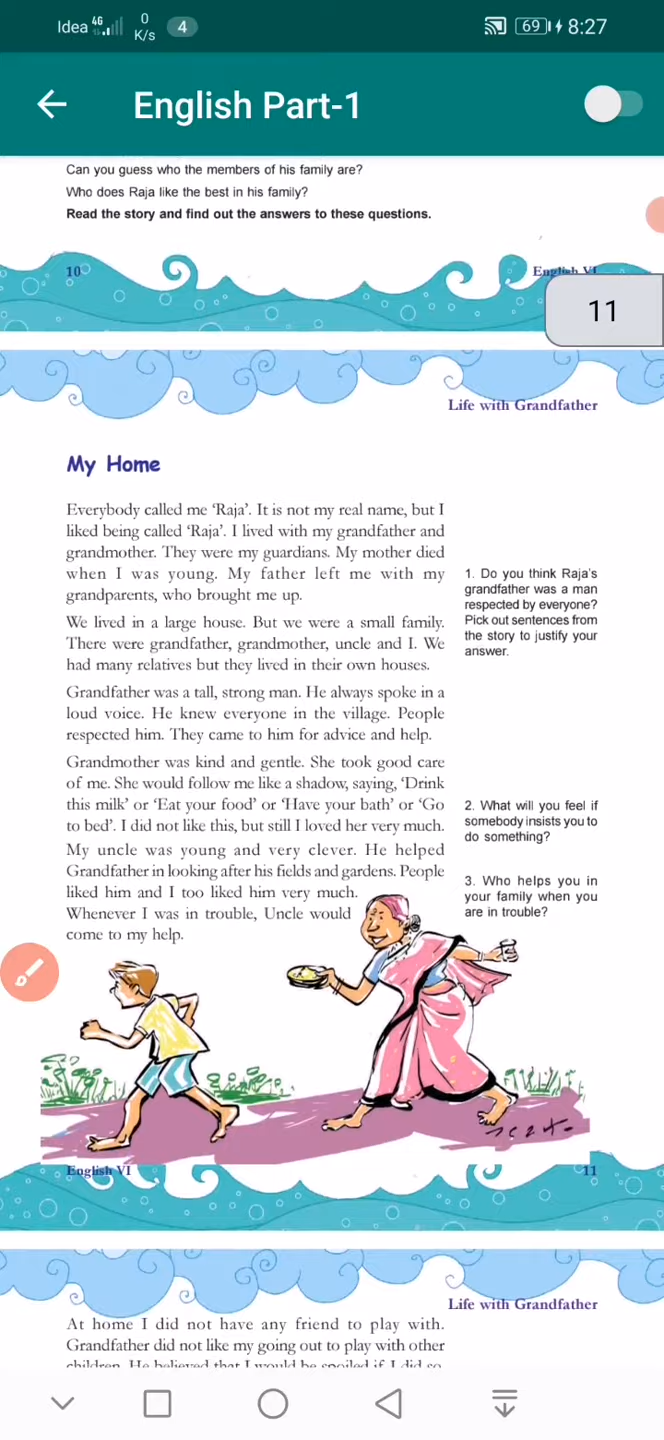 Idea 4G 0 K/s 4 69 8:27
English Part-1
Can you guess who the members of his family are?
Who does Raja like the best in his family?
Read the story and find out the answers to these questions.
10
English VI
11
Life with Grandfather
My Home
Everybody called me ‘Raja’. It is not my real name, but I
liked being called ‘Raja’. I lived with my grandfather and
grandmother. They were my guardians. My mother died
when I was young. My father left me with my
grandparents, who brought me up.
We lived in a large house. But we were a small family.
There were grandfather, grandmother, uncle and I. We
had many relatives but they lived in their own houses.
Grandfather was a tall, strong man. He always spoke in a
loud voice. He knew everyone in the village. People
respected him. They came to him for advice and help.
Grandmother was kind and gentle. She took good care
of me. She would follow me like a shadow, saying, ‘Drink
this milk’ or ‘Eat your food’ or ‘Have your bath’ or ‘Go
to bed’. I did not like this, but still I loved her very much.
My uncle was young and very clever. He helped
Grandfather in looking after his fields and gardens. People
liked him and I too liked him very much.
Whenever I was in trouble, Uncle would
come to my help.
1. Do you think Raja's
grandfather was a man
respected by everyone?
Pick out sentences from
the story to justify your
answer.
2. What will you feel if
somebody insists you to
do something?
3. Who helps you in
your family when you
are in trouble?
English VI
11
Life with Grandfather
At home I did not have any friend to play with.
Grandfather did not like my going out to play with other
children. He believed that I would be spoiled if I did so.